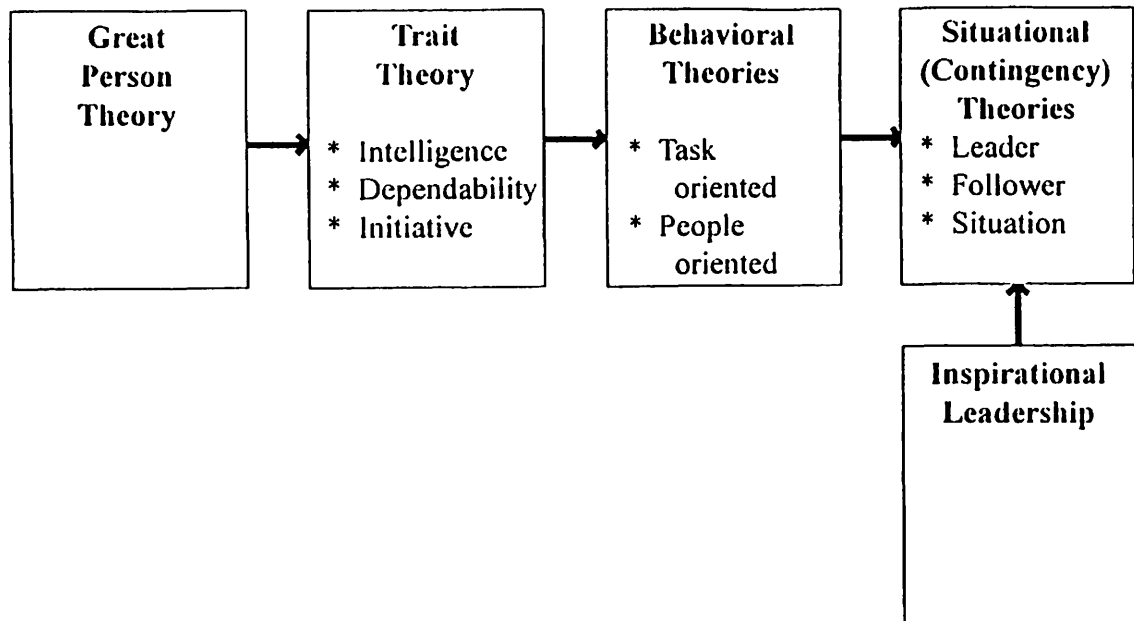 Great
Person
Theory
Trait
Theory
* Intelligence
* Dependability
* Initiative
Behavioral
Theories
* Task
oriented
* People
oriented
Situational
(Contingency)
Theories
* Leader
* Follower
* Situation
Inspirational
Leadership